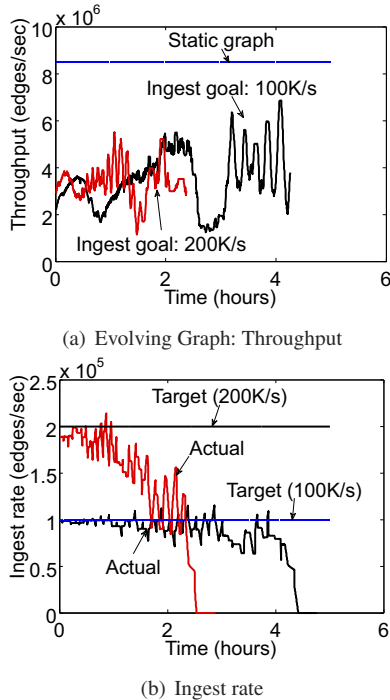 x 10^6
10
8
6
4
2
0
Throughput (edges/sec)
Static graph
Ingest goal: 100K/s
Ingest goal: 200K/s
0 2 4 6
Time (hours)
(a) Evolving Graph: Throughput
x 10^5
2.5
2
1.5
1
0.5
0
Ingest rate (edges/sec)
Target (200K/s)
Actual
Target (100K/s)
Actual
0 2 4 6
Time (hours)
(b) Ingest rate